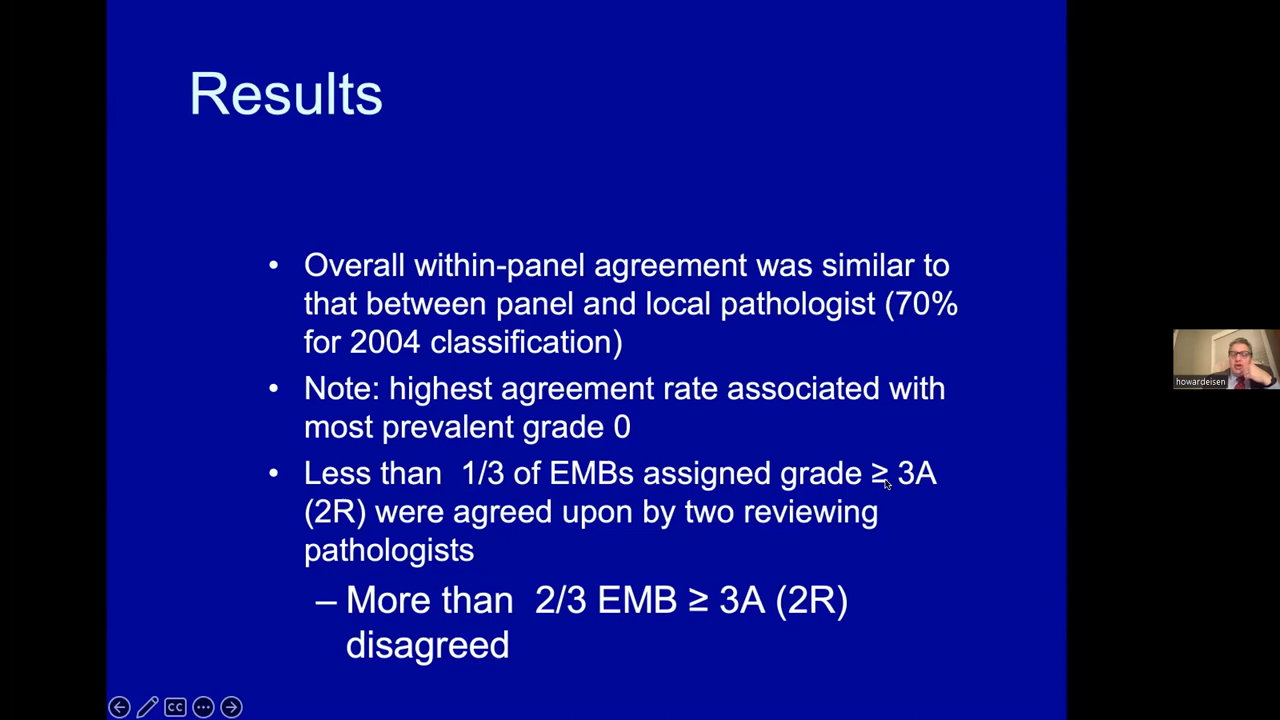 Results
• Overall within-panel agreement was similar to
that between panel and local pathologist (70%
for 2004 classification)
• Note: highest agreement rate associated with
most prevalent grade 0
• Less than 1/3 of EMBs assigned grade ≥ 3A
(2R) were agreed upon by two reviewing
pathologists
– More than 2/3 EMB ≥ 3A (2R)
disagreed
howardeisen
CC